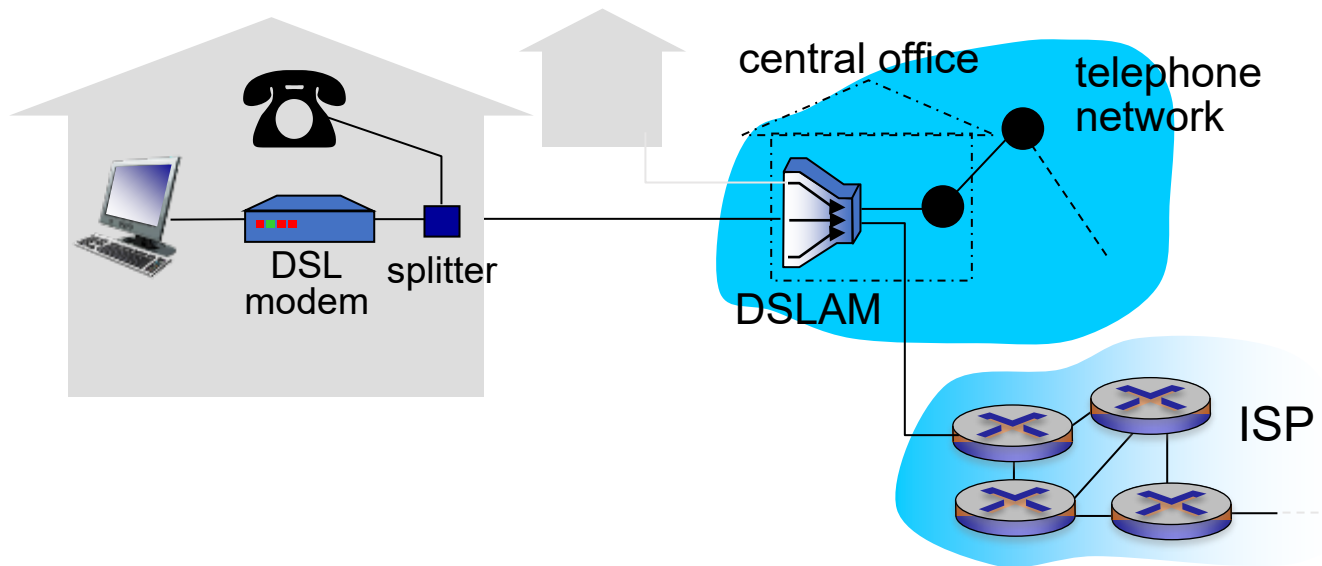 central office
telephone
network
DSL
modem
splitter
DSLAM
ISP